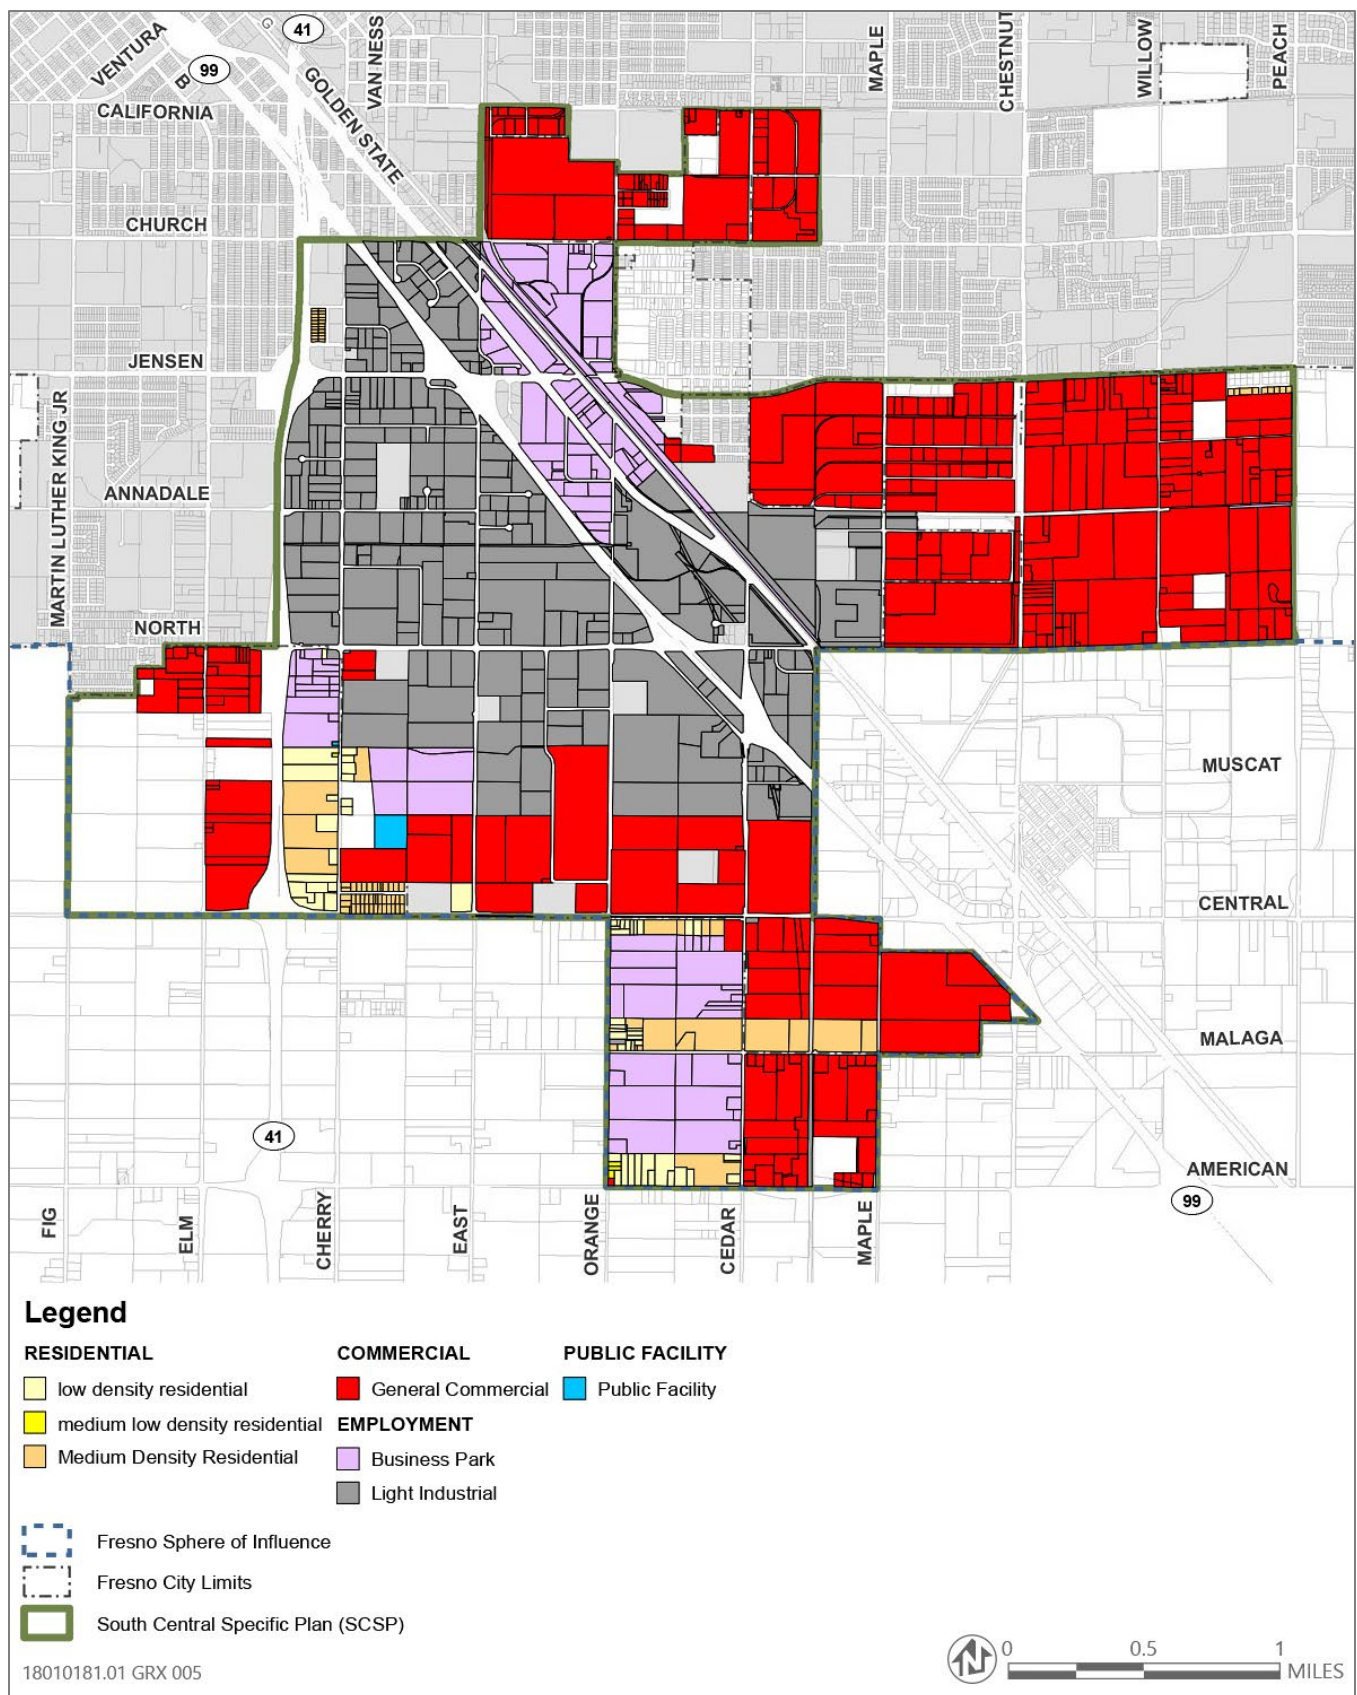 41
G
VENTURA
B
99
GOLDEN STATE
VAN NESS
MAPLE
CHESTNUT
WILLOW
PEACH
CALIFORNIA
CHURCH
JENSEN
MARTIN LUTHER KING JR
ANNADALE
NORTH
MUSCAT
CENTRAL
MALAGA
41
AMERICAN
99
FIG
ELM
CHERRY
EAST
ORANGE
CEDAR
MAPLE
Legend
RESIDENTIAL
low density residential
medium low density residential
Medium Density Residential
COMMERCIAL
General Commercial
EMPLOYMENT
Business Park
Light Industrial
PUBLIC FACILITY
Public Facility
Fresno Sphere of Influence
Fresno City Limits
South Central Specific Plan (SCSP)
18010181.01 GRX 005
N
0 0.5 1
MILES